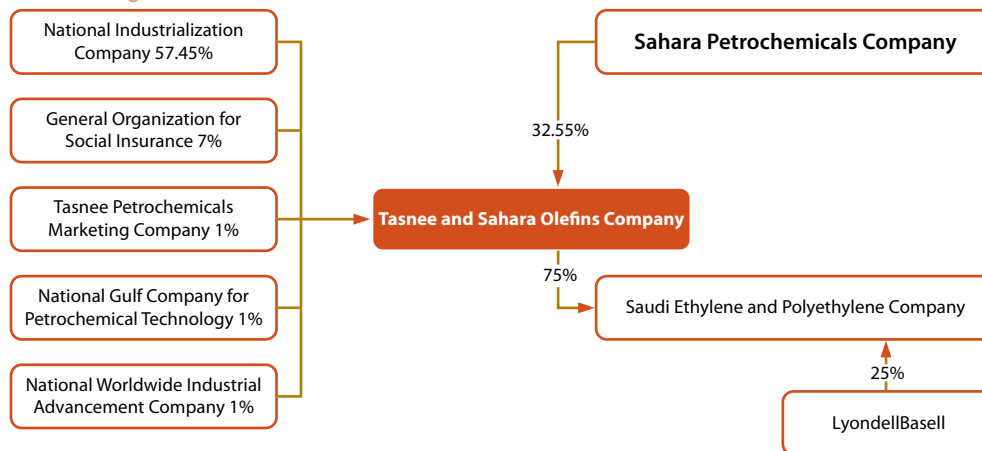 National Industrialization
Company 57.45%
General Organization for
Social Insurance 7%
Tasnee Petrochemicals
Marketing Company 1%
National Gulf Company for
Petrochemical Technology 1%
National Worldwide Industrial
Advancement Company 1%
Sahara Petrochemicals Company
32.55%
Tasnee and Sahara Olefins Company
75%
Saudi Ethylene and Polyethylene Company
25%
LyondellBasell